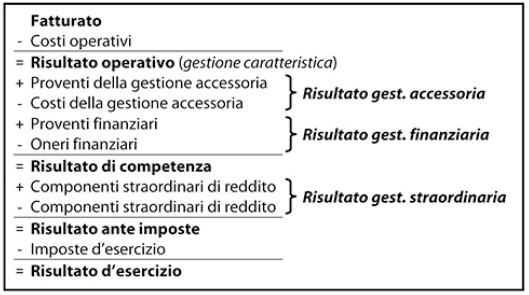 Fatturato
- Costi operativi
= Risultato operativo (gestione caratteristica)
+ Proventi della gestione accessoria
- Costi della gestione accessoria
Risultato gest. accessoria
+ Proventi finanziari
- Oneri finanziari
Risultato gest. finanziaria
= Risultato di competenza
+ Componenti straordinari di reddito
- Componenti straordinari di reddito
Risultato gest. straordinaria
= Risultato ante imposte
- Imposte d'esercizio
= Risultato d'esercizio